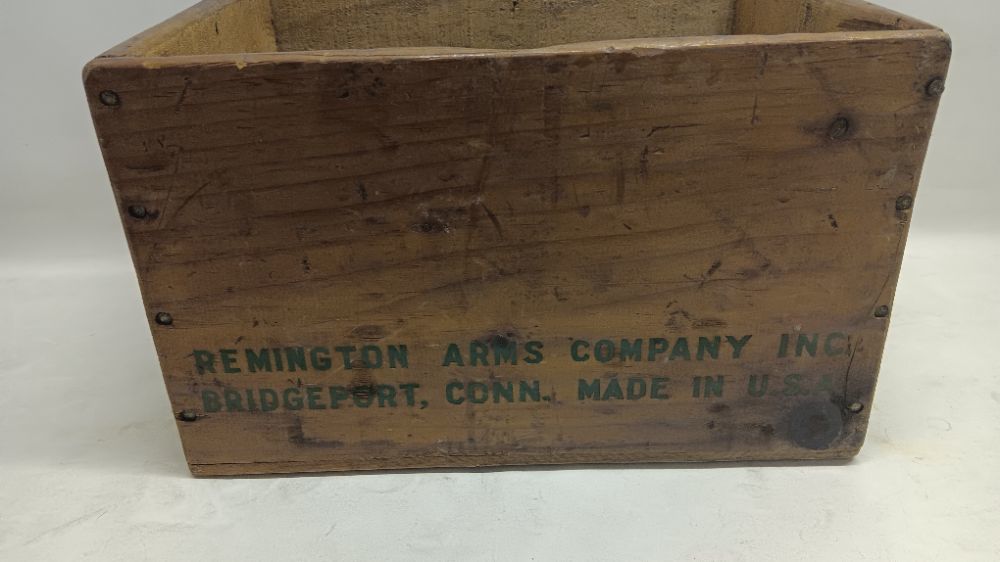 REMINGTON ARMS COMPANY INC.
BRIDGEPORT, CONN. MADE IN U.S.A.